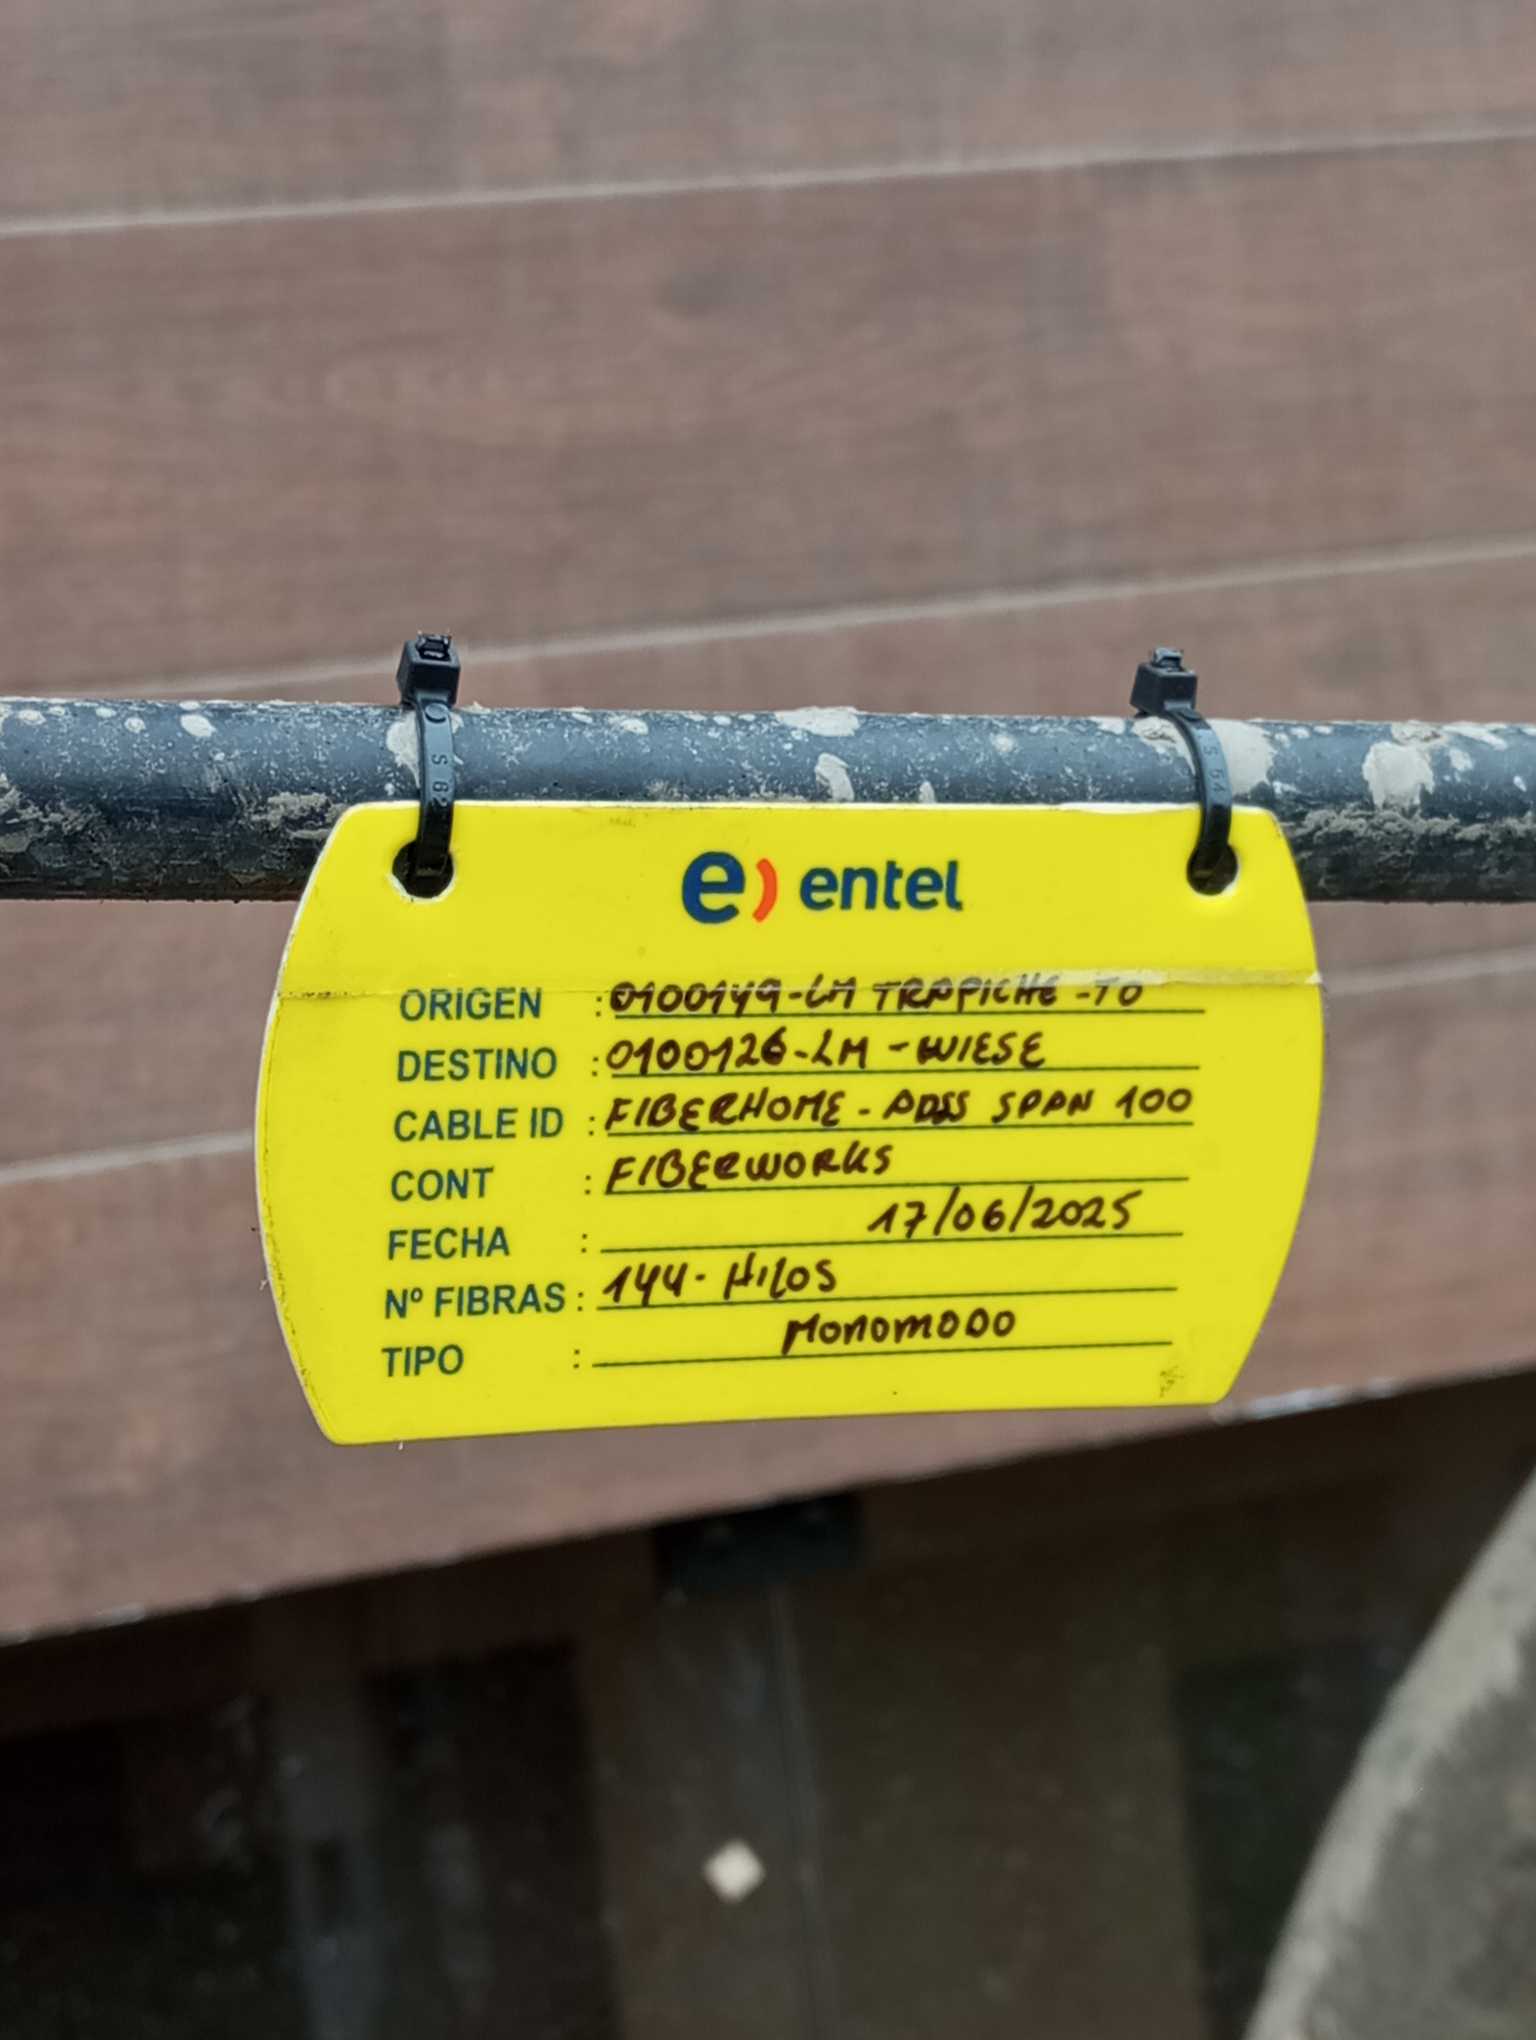 e) entel
ORIGEN : 0100149-LM TRAPICHE -TO
DESTINO : 0100126-LM -WIESE
CABLE ID : FIBERHOME - ADSS SPAN 100
CONT : FIBERWORKS
FECHA : 17/06/2025
Nº FIBRAS : 144- HILOS
TIPO : MONOMODO